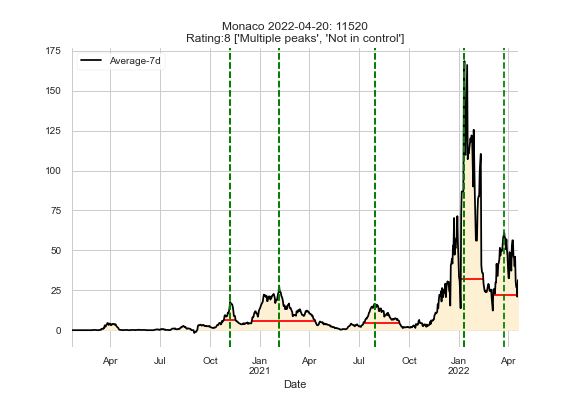 Monaco 2022-04-20: 11520
Rating:8 ['Multiple peaks', 'Not in control']
Average-7d
175
150
125
100
75
50
25
0
Apr Jul Oct Jan Apr Jul Oct Jan Apr
2021 2022
Date